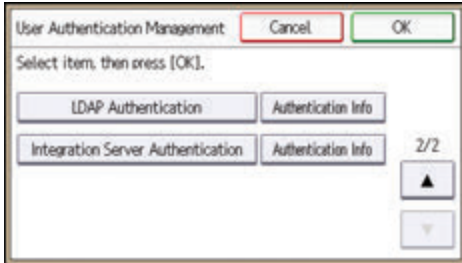 User Authentication Management Cancel OK
Select item, then press [OK].
LDAP Authentication Authentication Info
Integration Server Authentication Authentication Info
2/2
▲
▼